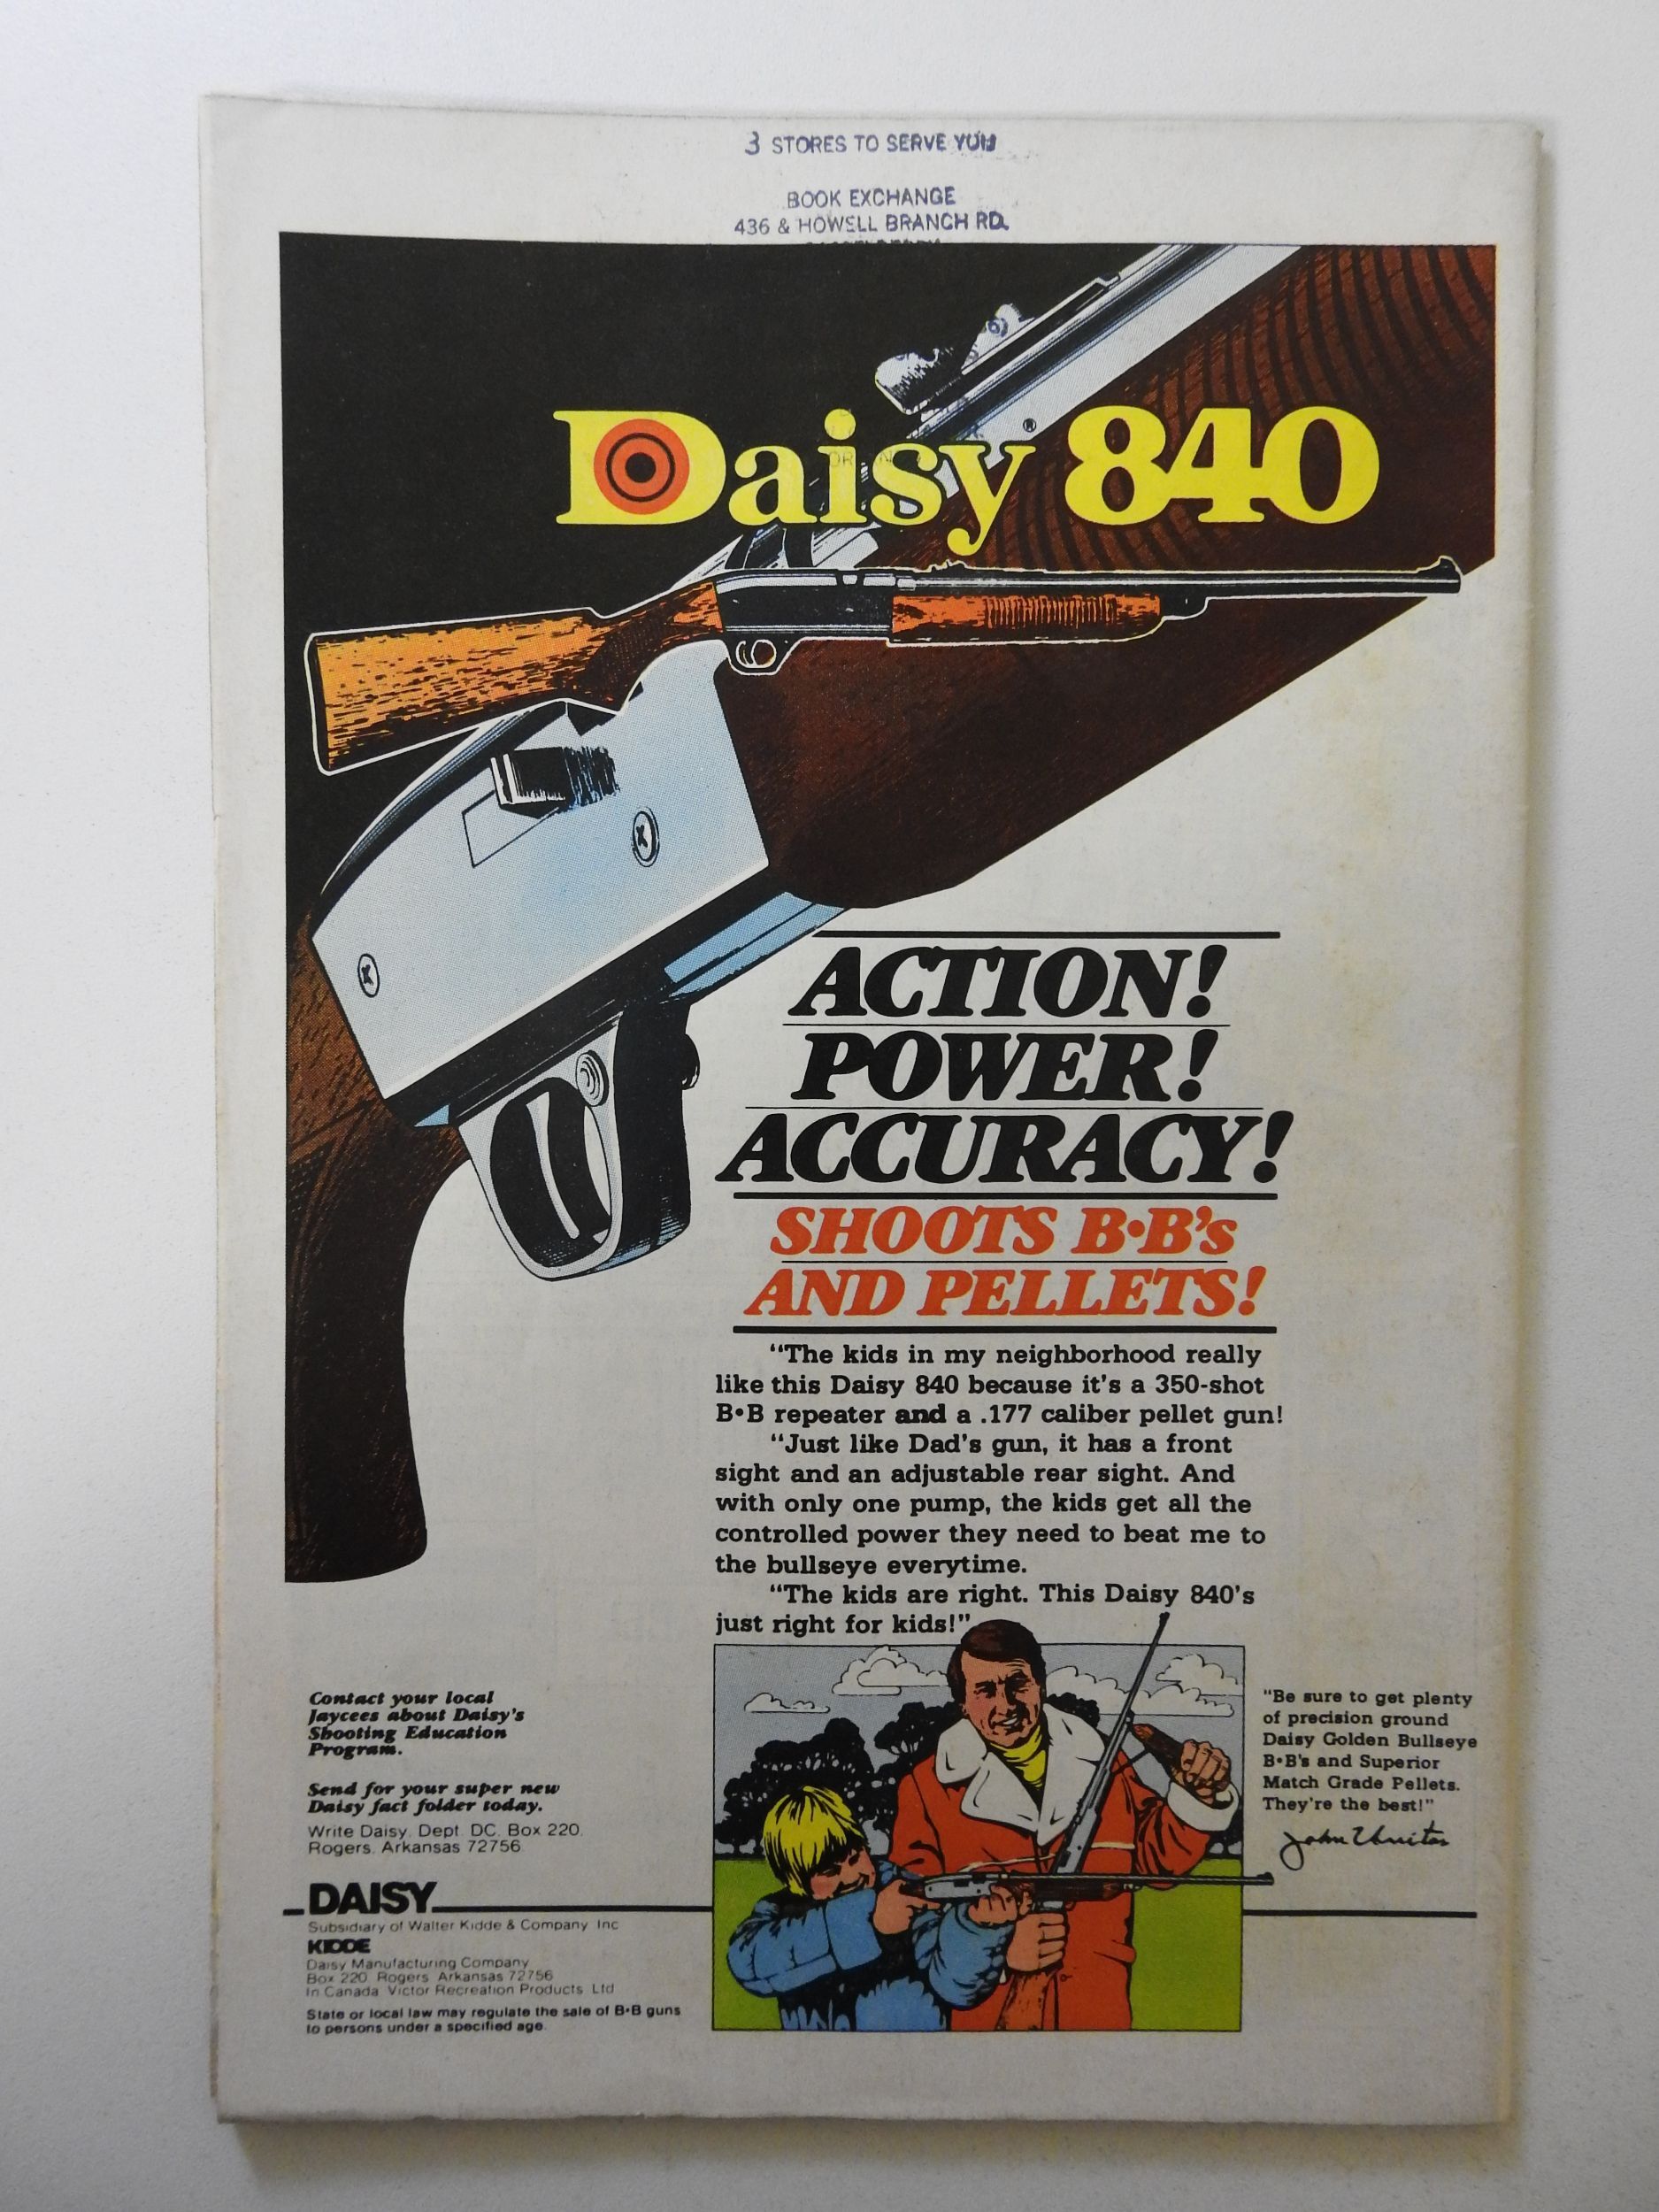 3 STORES TO SERVE YOU
BOOK EXCHANGE
436 & HOWELL BRANCH RD.
Daisy® 840
ACTION!
POWER!
ACCURACY!
SHOOTS B•B's
AND PELLETS!
"The kids in my neighborhood really
like this Daisy 840 because it's a 350-shot
B•B repeater and a .177 caliber pellet gun!
"Just like Dad's gun, it has a front
sight and an adjustable rear sight. And
with only one pump, the kids get all the
controlled power they need to beat me to
the bullseye everytime.
"The kids are right. This Daisy 840's
just right for kids!"
Contact your local
Jaycees about Daisy's
Shooting Education
Program.
Send for your super new
Daisy fact folder today.
Write Daisy, Dept. DC, Box 220,
Rogers, Arkansas 72756
"Be sure to get plenty
of precision ground
Daisy Golden Bullseye
B•B's and Superior
Match Grade Pellets.
They're the best!"
John Unitas
DAISY
Subsidiary of Walter Kidde & Company Inc
KIDDE
Daisy Manufacturing Company
Box 220 Rogers Arkansas 72756
In Canada Victor Recreation Products Ltd
State or local law may regulate the sale of B•B guns
to persons under a specified age.